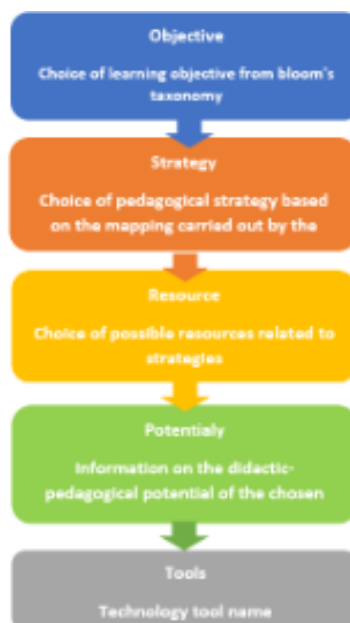 Objective
Choice of learning objective from bloom's
taxonomy
Strategy
Choice of pedagogical strategy based
on the mapping carried out by the
Resource
Choice of possible resources related to
strategies
Potentialy
Information on the didactic-
pedagogical potential of the chosen
Tools
Technology tool name